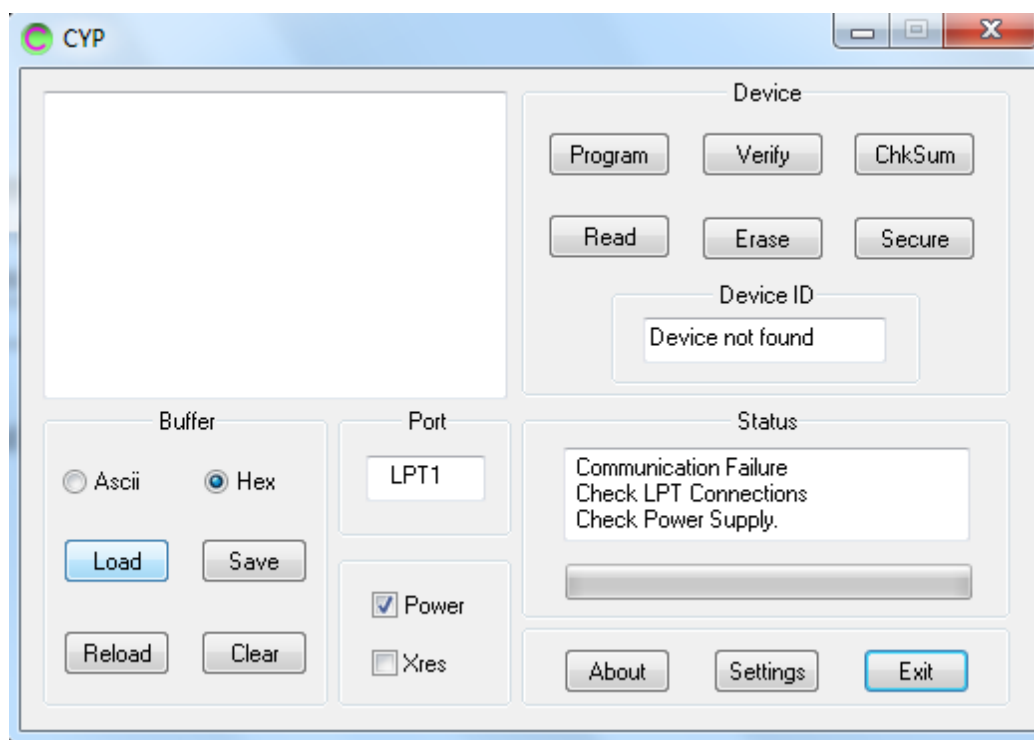 CYP
Device
Program
Verify
ChkSum
Read
Erase
Secure
Device ID
Device not found
Buffer
Ascii
Hex
Load
Save
Reload
Clear
Port
LPT1
Power
Xres
Status
Communication Failure
Check LPT Connections
Check Power Supply.
About
Settings
Exit